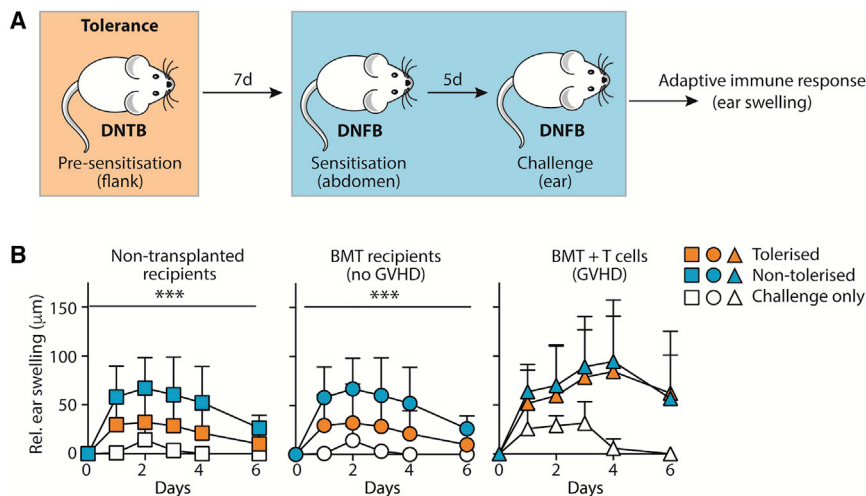 A
Tolerance
DNTB
Pre-sensitisation
(flank)
7d
DNFB
Sensitisation
(abdomen)
5d
DNFB
Challenge
(ear)
Adaptive immune response
(ear swelling)
B
Non-transplanted
recipients
***
BMT recipients
(no GVHD)
***
BMT + T cells
(GVHD)
Tolerised
Non-tolerised
Challenge only
Rel. ear swelling (μm)
150
100
50
0
0 2 4 6
Days
0 2 4 6
Days
0 2 4 6
Days